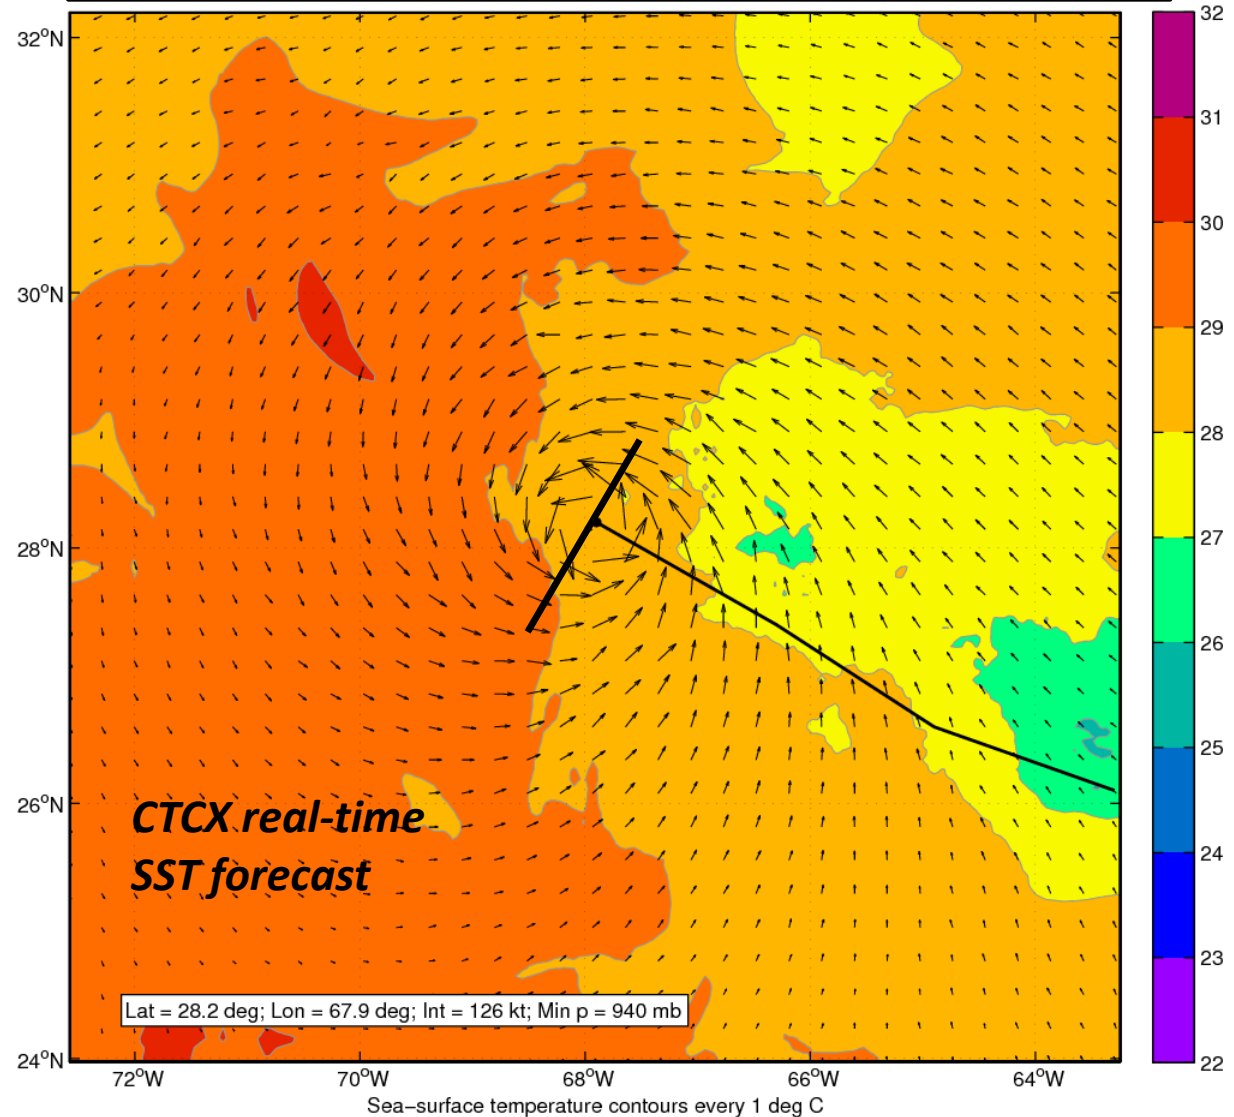 32°N
30°N
28°N
26°N
24°N
72°W
70°W
68°W
66°W
64°W
CTCX real-time
SST forecast
Lat = 28.2 deg; Lon = 67.9 deg; Int = 126 kt; Min p = 940 mb
Sea−surface temperature contours every 1 deg C
32
31
30
29
28
27
26
25
24
23
22